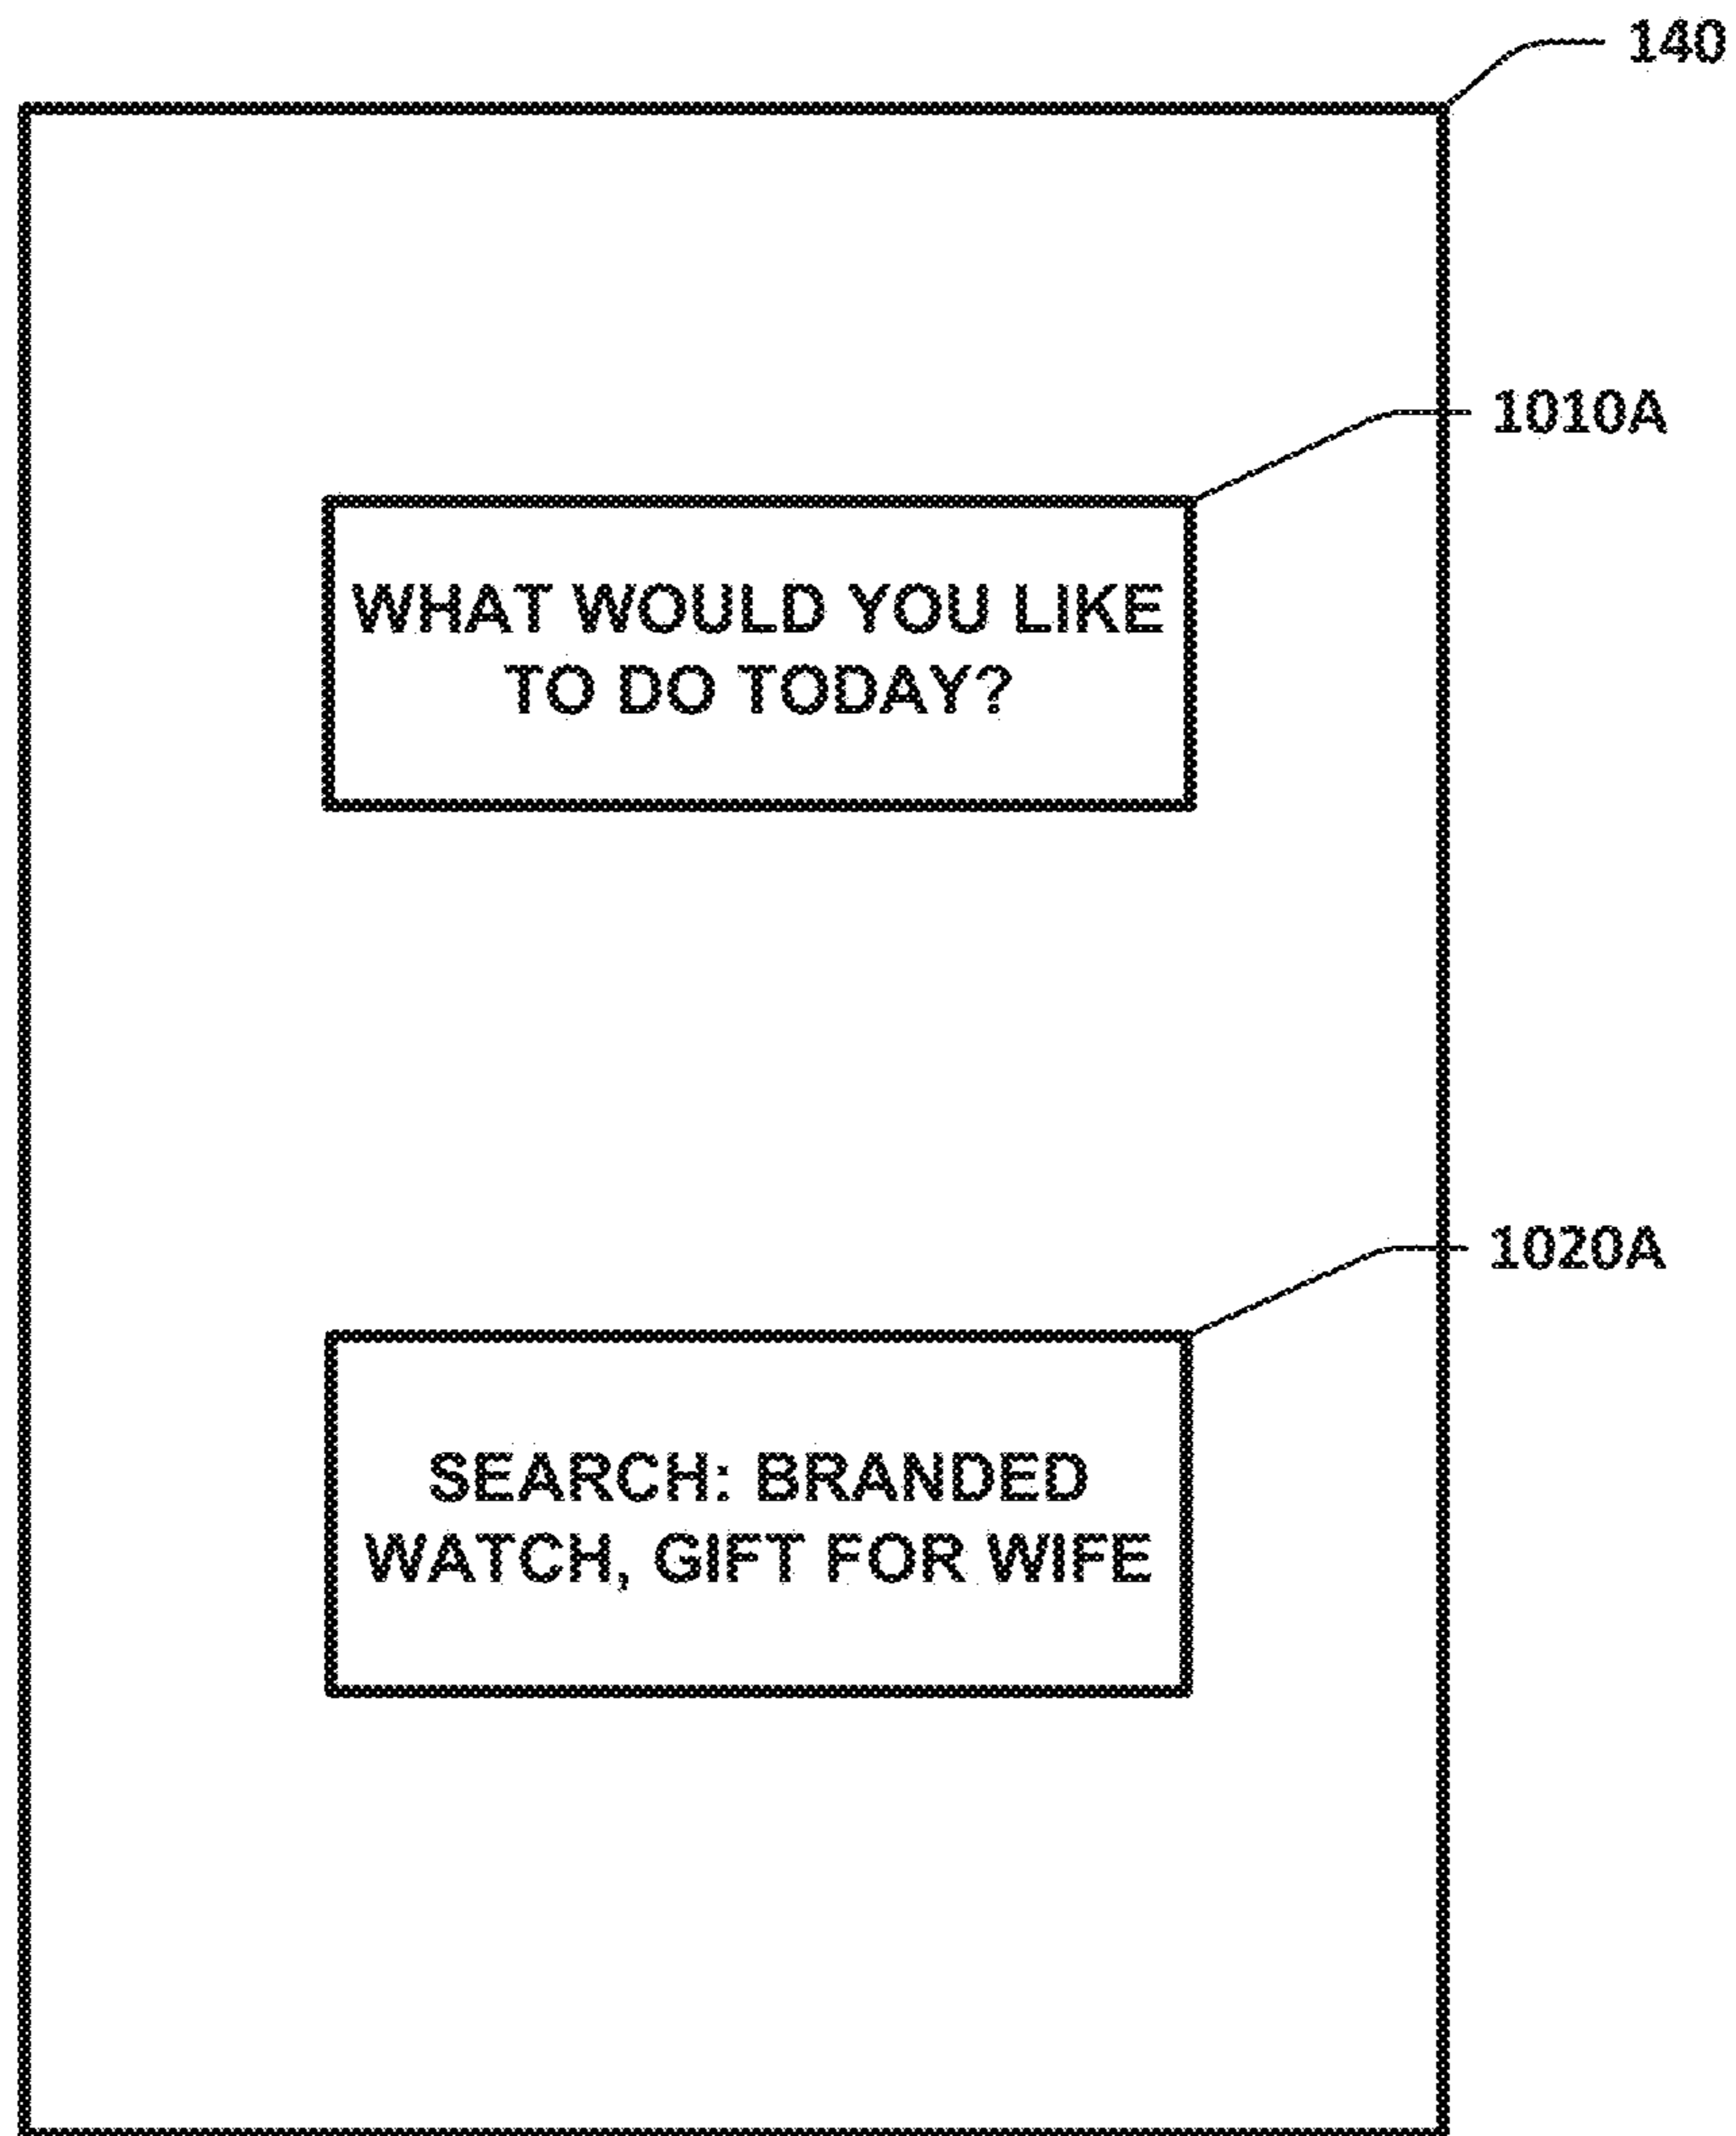 140
1010A
WHAT WOULD YOU LIKE
TO DO TODAY?
1020A
SEARCH: BRANDED
WATCH, GIFT FOR WIFE